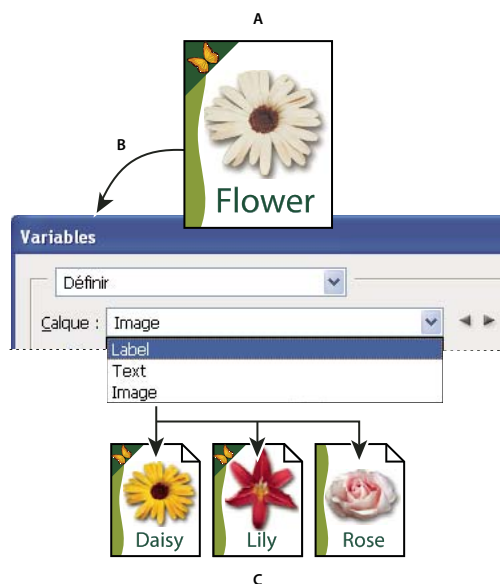 A
Flower
B
Variables
Définir
Calque : Image
Label
Text
Image
Daisy
Lily
Rose
C